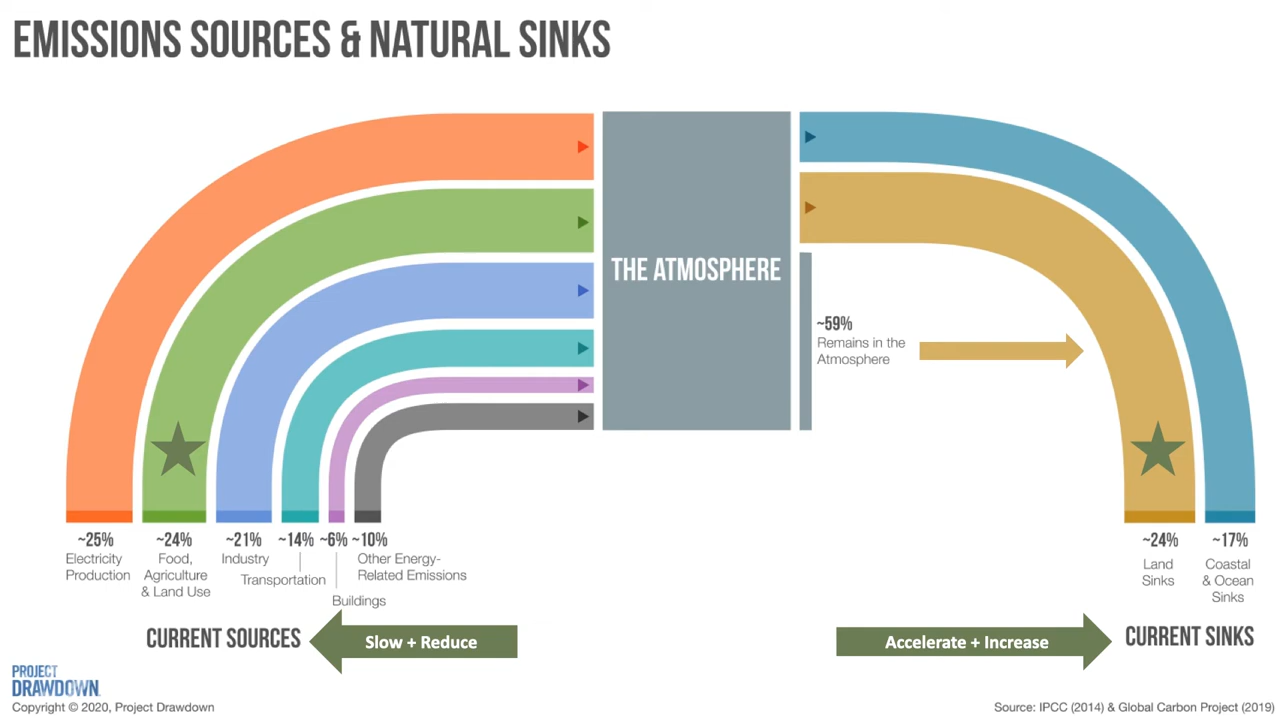 EMISSIONS SOURCES & NATURAL SINKS
THE ATMOSPHERE
~59%
Remains in the
Atmosphere
~25%
Electricity
Production
~24%
Food,
Agriculture
& Land Use
~21%
Industry
~14%
Transportation
~6%
Buildings
~10%
Other Energy-
Related Emissions
~24%
Land
Sinks
~17%
Coastal
& Ocean
Sinks
CURRENT SOURCES
Slow + Reduce
Accelerate + Increase
CURRENT SINKS
PROJECT
DRAWDOWN
Copyright © 2020, Project Drawdown
Source: IPCC (2014) & Global Carbon Project (2019)